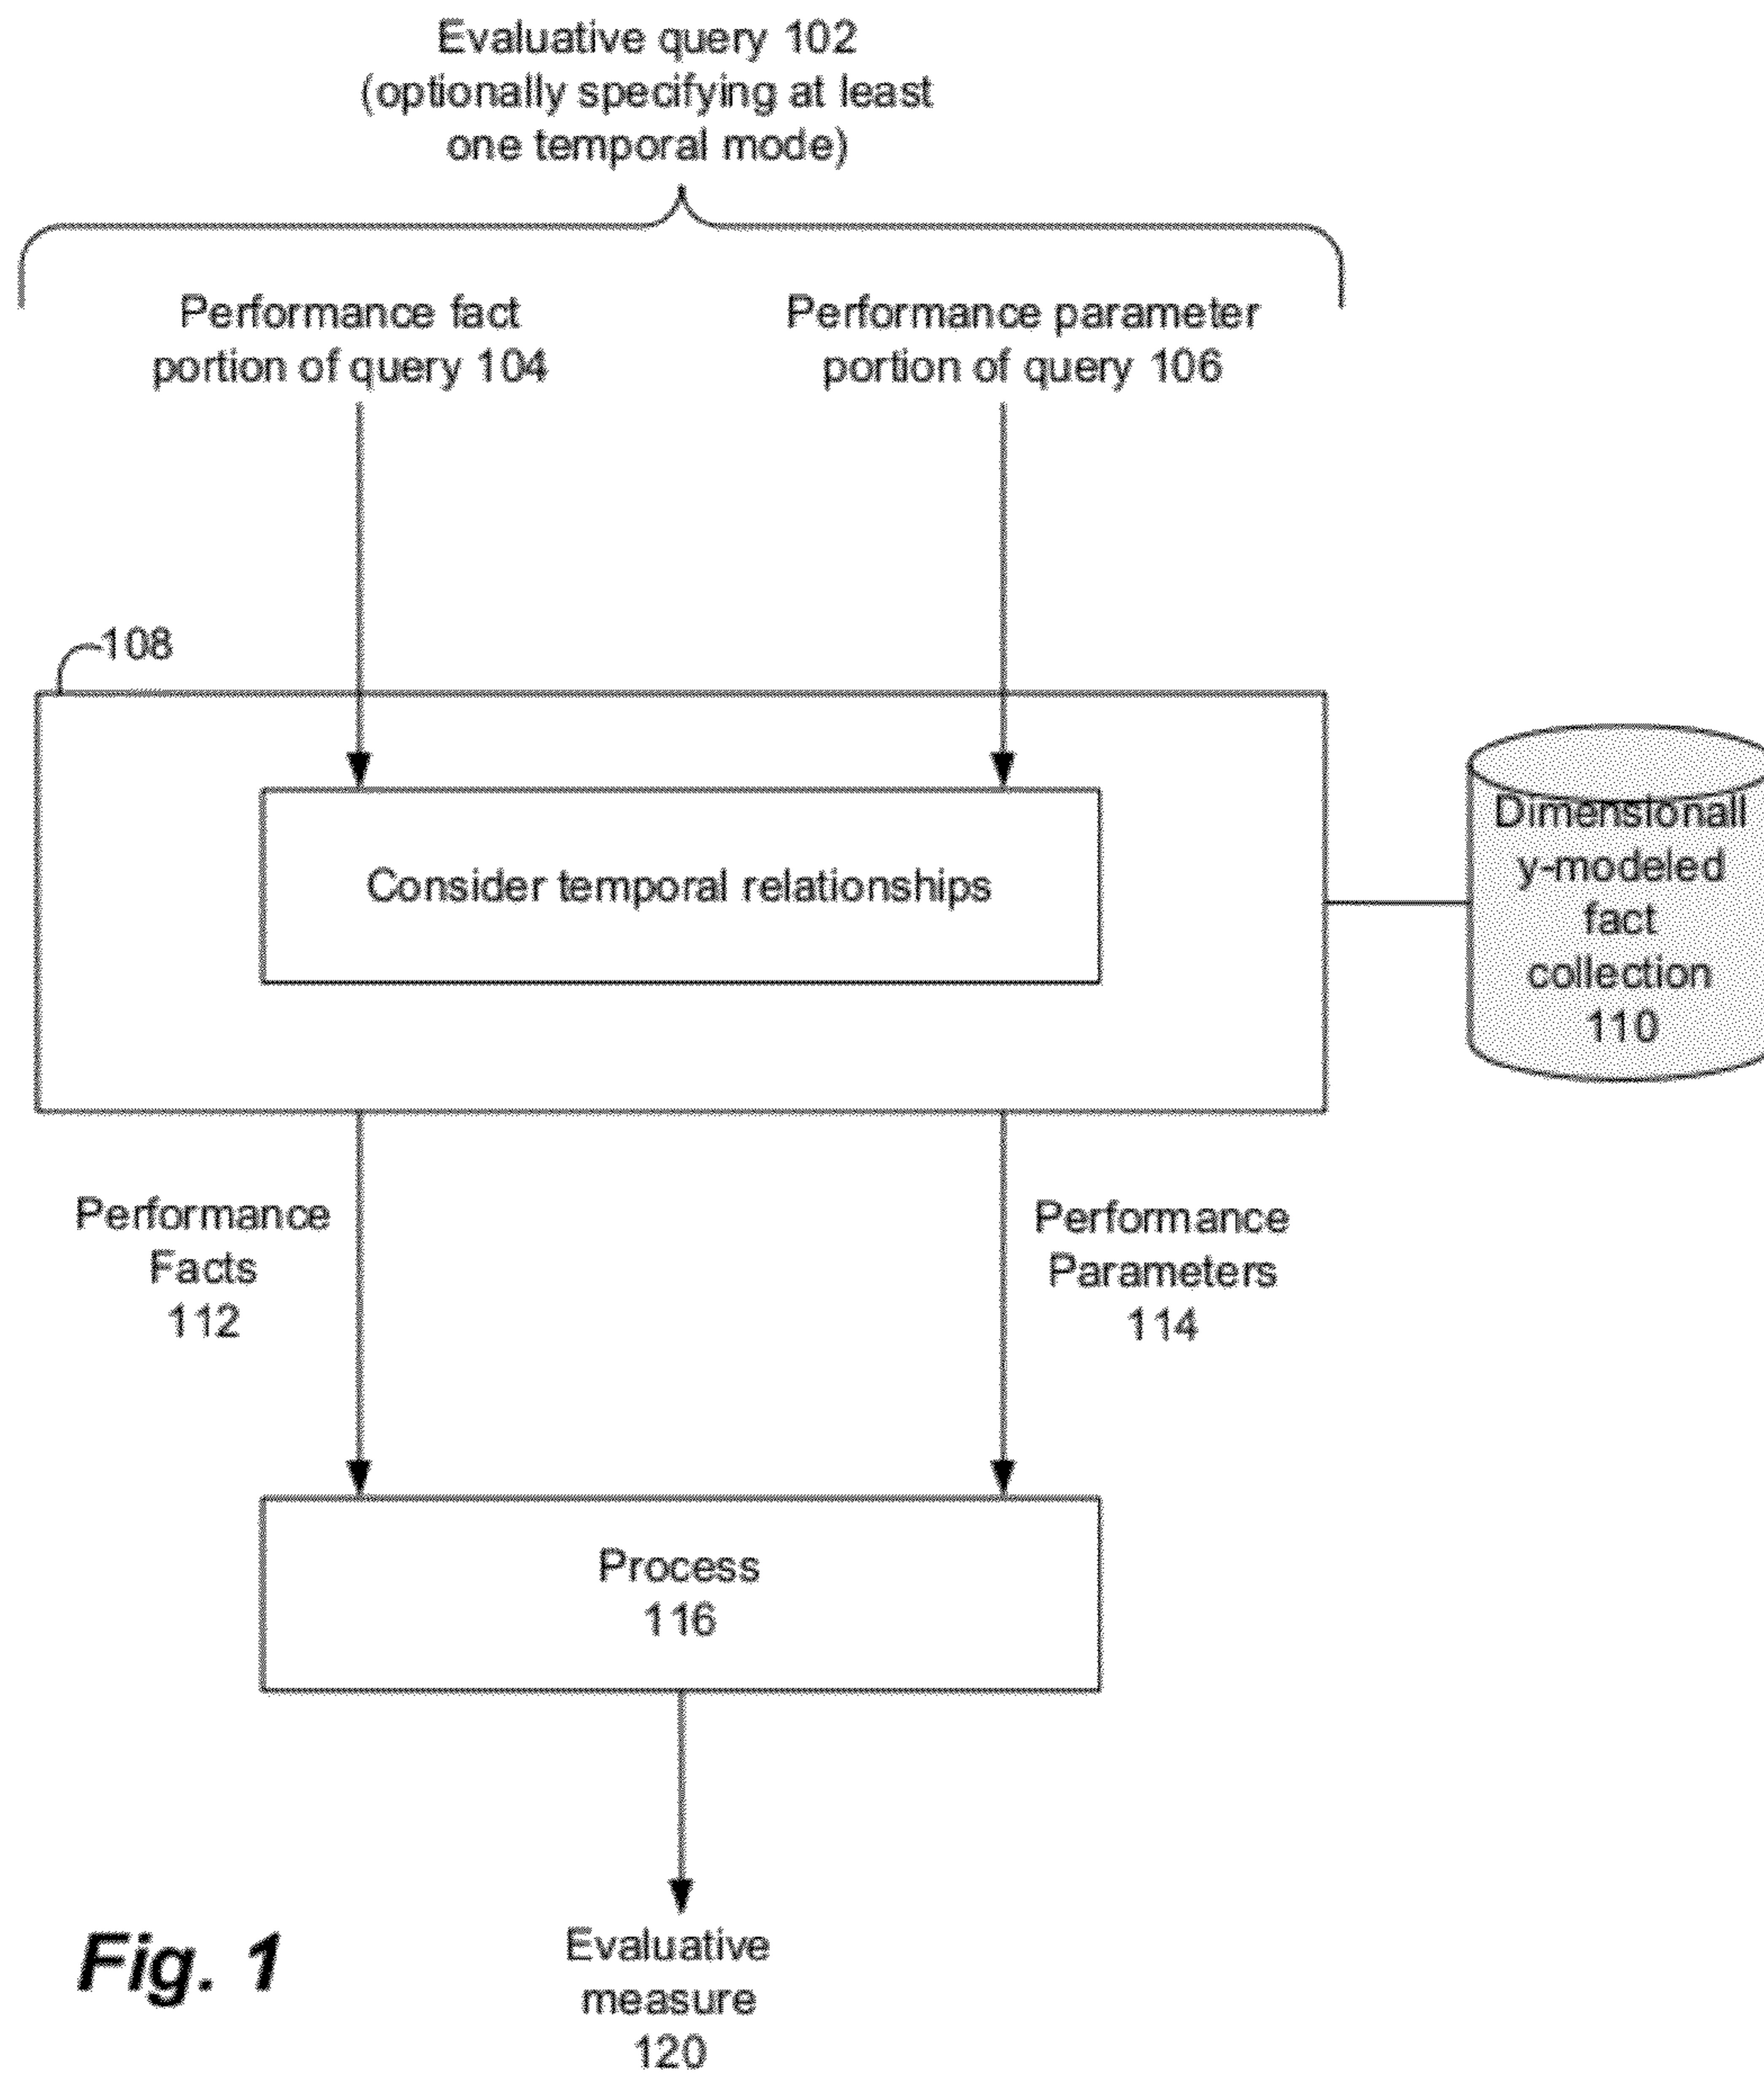 Evaluative query 102
(optionally specifying at least
one temporal mode)
Performance fact
portion of query 104
Performance parameter
portion of query 106
108
Consider temporal relationships
Dimensionall
y-modeled
fact
collection
110
Performance
Facts
112
Performance
Parameters
114
Process
116
Evaluative
measure
120
Fig. 1